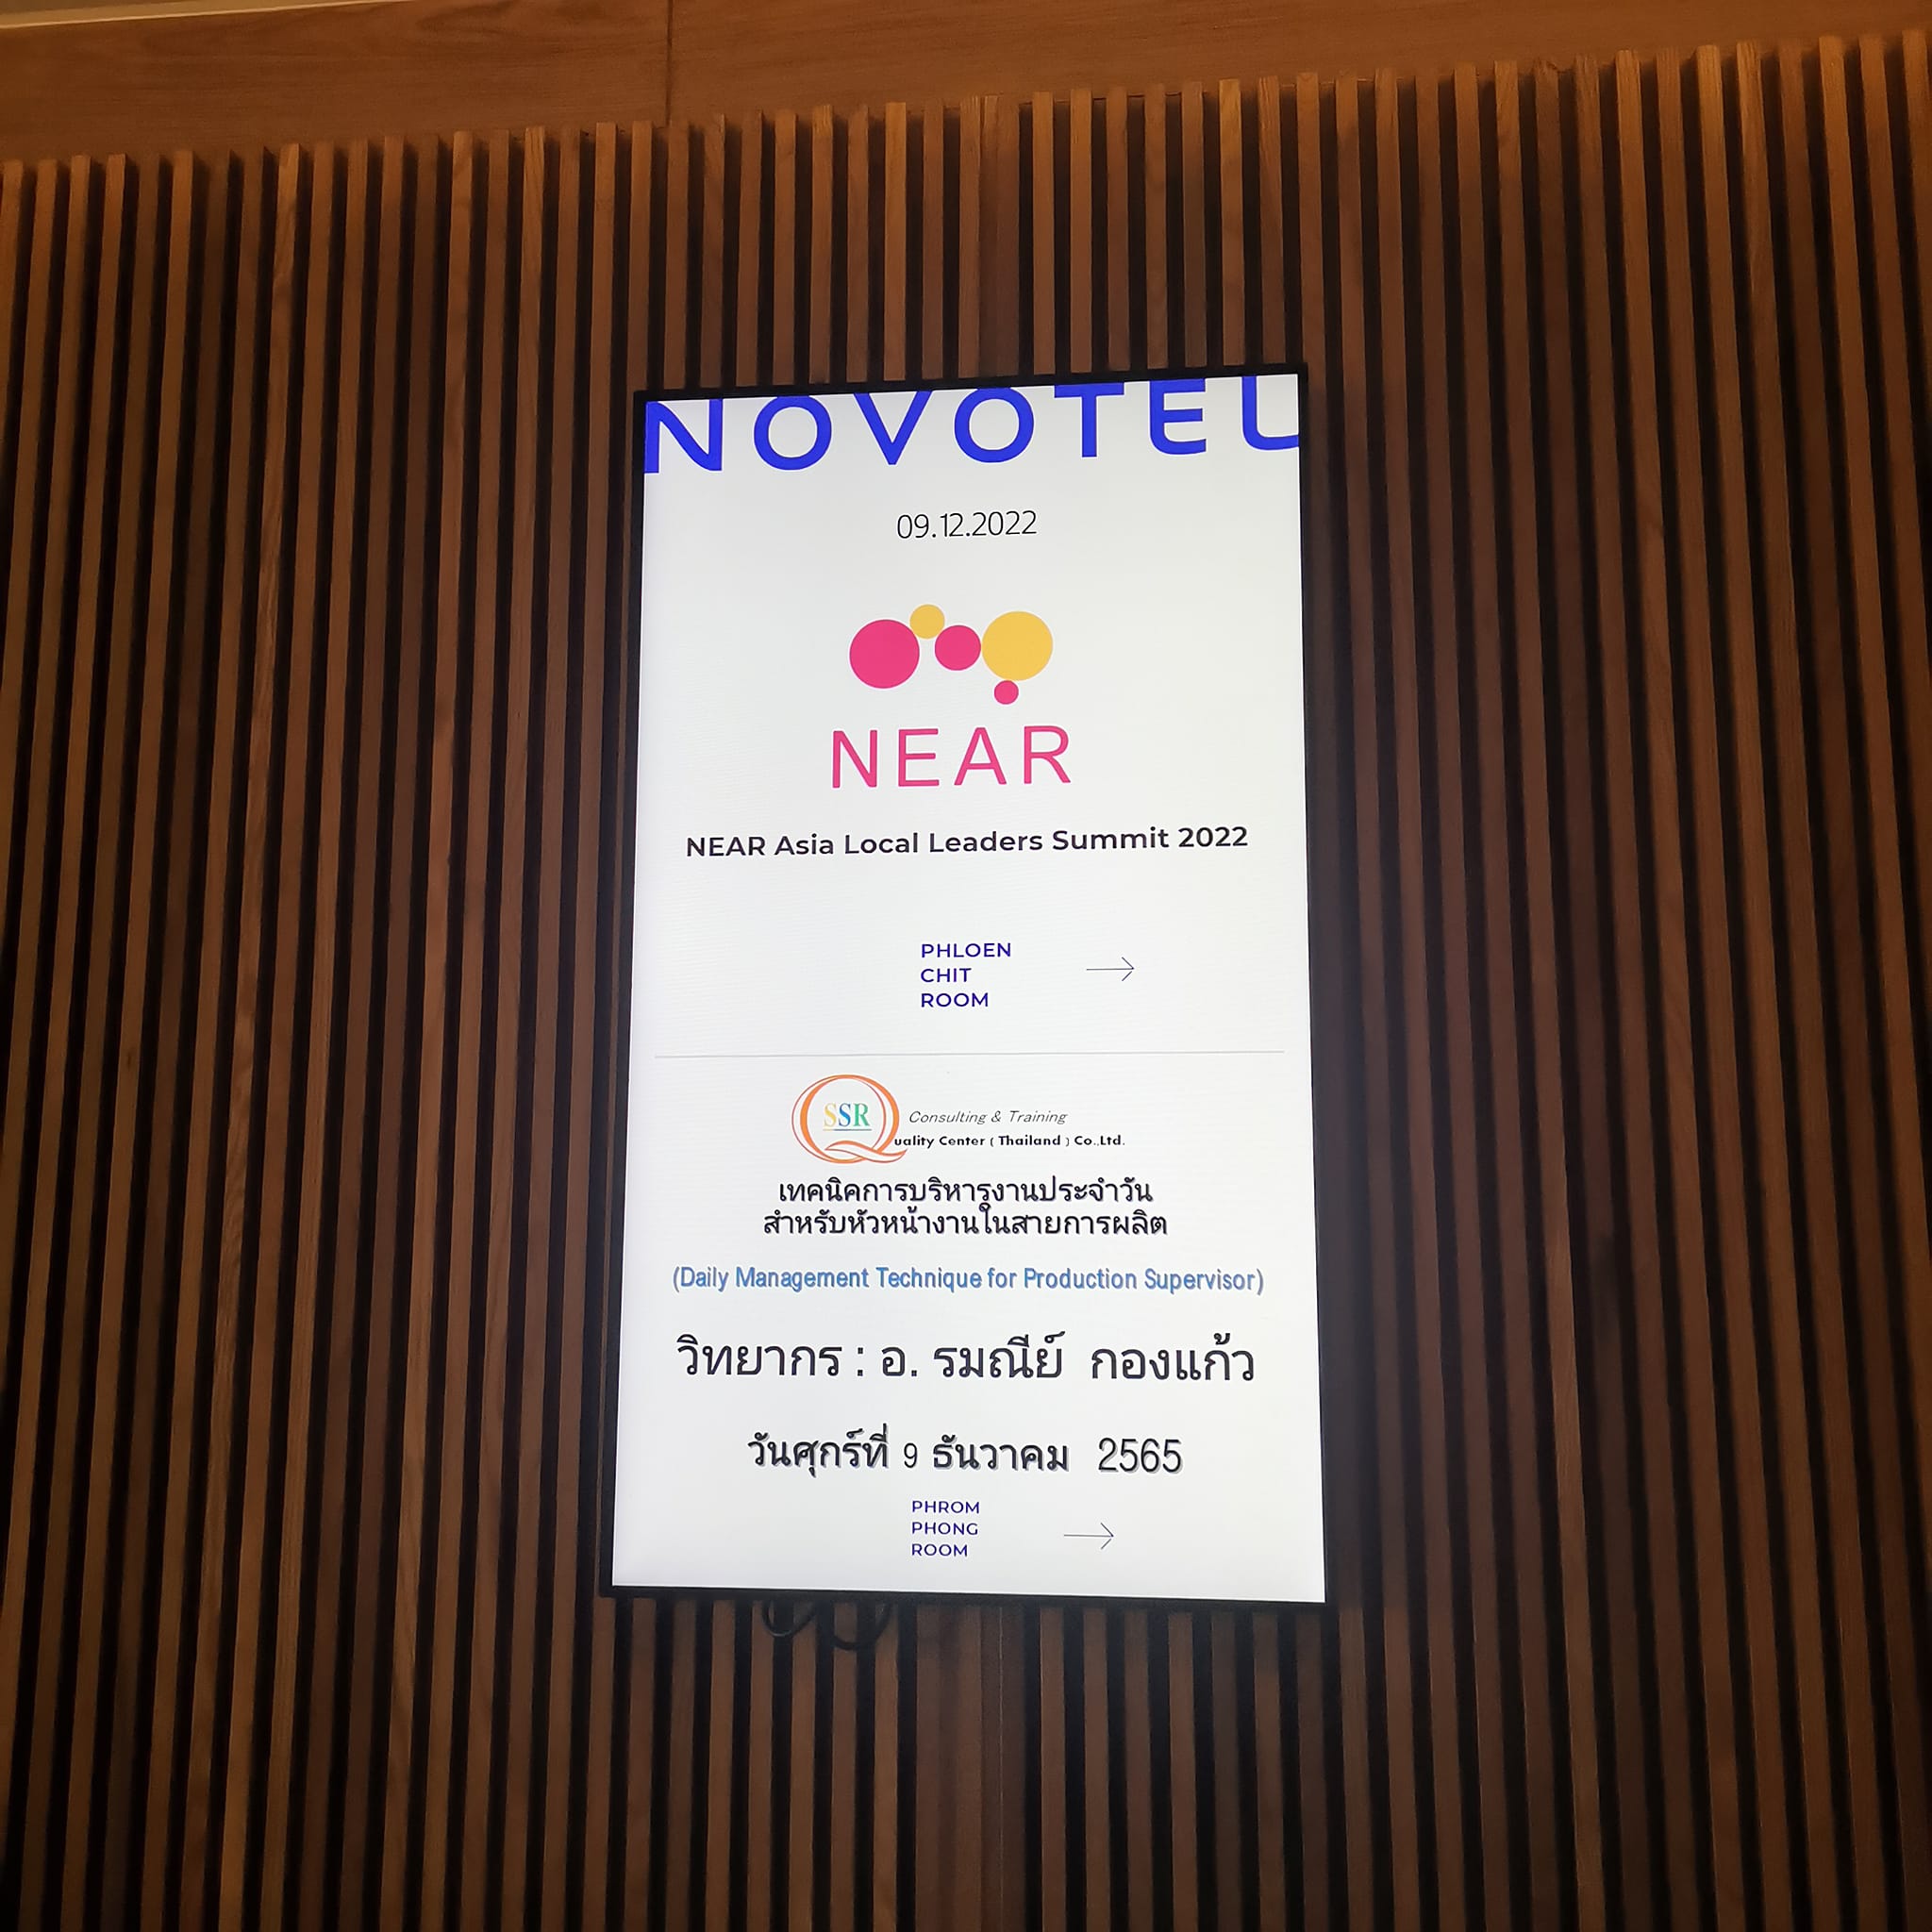 NOVOTEL
09.12.2022
NEAR
NEAR Asia Local Leaders Summit 2022
PHLOEN
CHIT
ROOM
SSR
Consulting & Training
Quality Center ( Thailand ) Co.,Ltd.
เทคนิคการบริหารงานประจำวัน
สำหรับหัวหน้างานในสายการผลิต
(Daily Management Technique for Production Supervisor)
วิทยากร : อ. รมณีย์ กองแก้ว
วันศุกร์ที่ 9 ธันวาคม 2565
PHROM
PHONG
ROOM